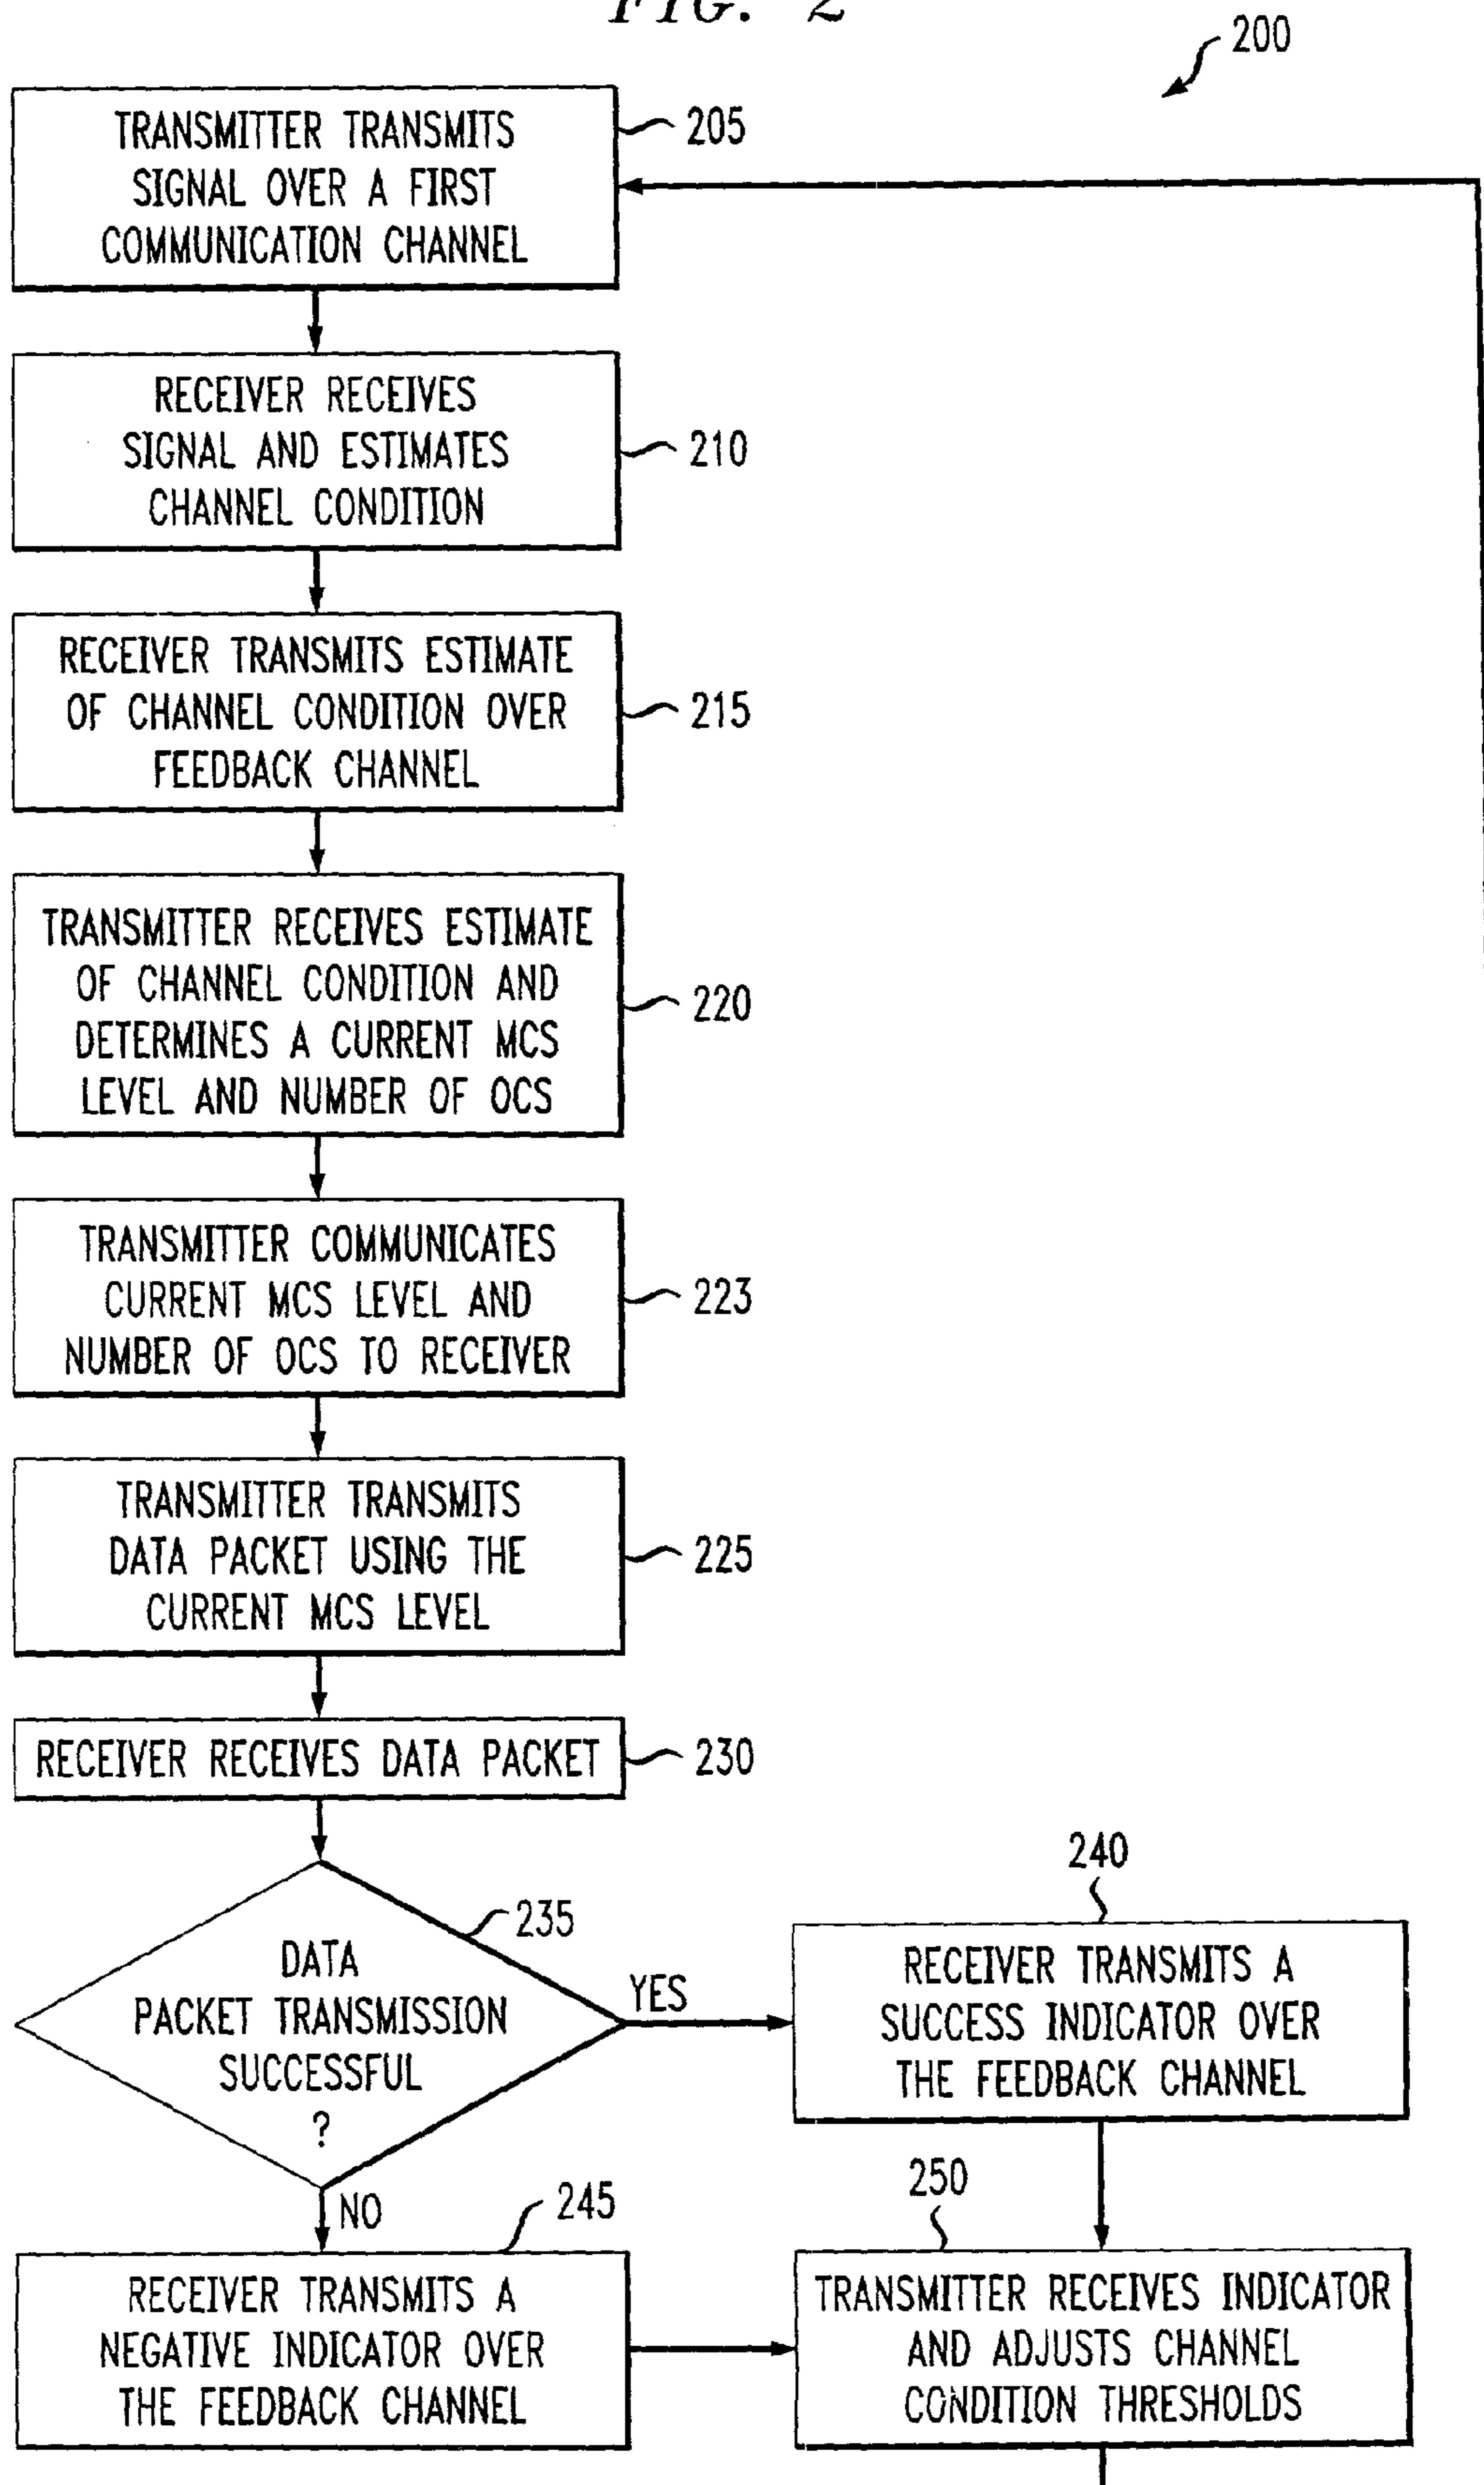 FIG. 2
200
TRANSMITTER TRANSMITS
SIGNAL OVER A FIRST
COMMUNICATION CHANNEL
205
RECEIVER RECEIVES
SIGNAL AND ESTIMATES
CHANNEL CONDITION
210
RECEIVER TRANSMITS ESTIMATE
OF CHANNEL CONDITION OVER
FEEDBACK CHANNEL
215
TRANSMITTER RECEIVES ESTIMATE
OF CHANNEL CONDITION AND
DETERMINES A CURRENT MCS
LEVEL AND NUMBER OF OCS
220
TRANSMITTER COMMUNICATES
CURRENT MCS LEVEL AND
NUMBER OF OCS TO RECEIVER
223
TRANSMITTER TRANSMITS
DATA PACKET USING THE
CURRENT MCS LEVEL
225
RECEIVER RECEIVES DATA PACKET
230
DATA
PACKET TRANSMISSION
SUCCESSFUL
?
235
YES
240
RECEIVER TRANSMITS A
SUCCESS INDICATOR OVER
THE FEEDBACK CHANNEL
NO
245
RECEIVER TRANSMITS A
NEGATIVE INDICATOR OVER
THE FEEDBACK CHANNEL
250
TRANSMITTER RECEIVES INDICATOR
AND ADJUSTS CHANNEL
CONDITION THRESHOLDS